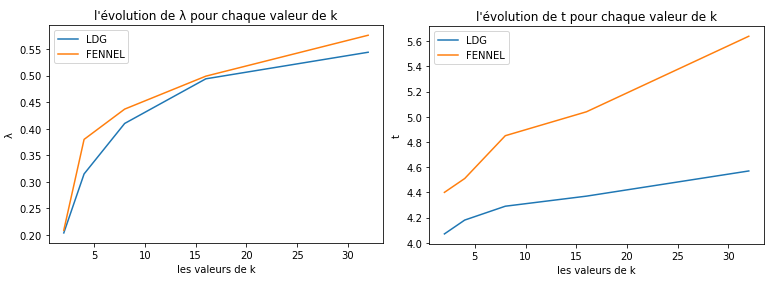 l'évolution de λ pour chaque valeur de k
LDG
FENNEL
0.55
0.50
0.45
0.40
0.35
0.30
0.25
0.20
λ
5
10
15
20
25
30
les valeurs de k
l'évolution de t pour chaque valeur de k
LDG
FENNEL
5.6
5.4
5.2
5.0
4.8
4.6
4.4
4.2
4.0
t
5
10
15
20
25
30
les valeurs de k